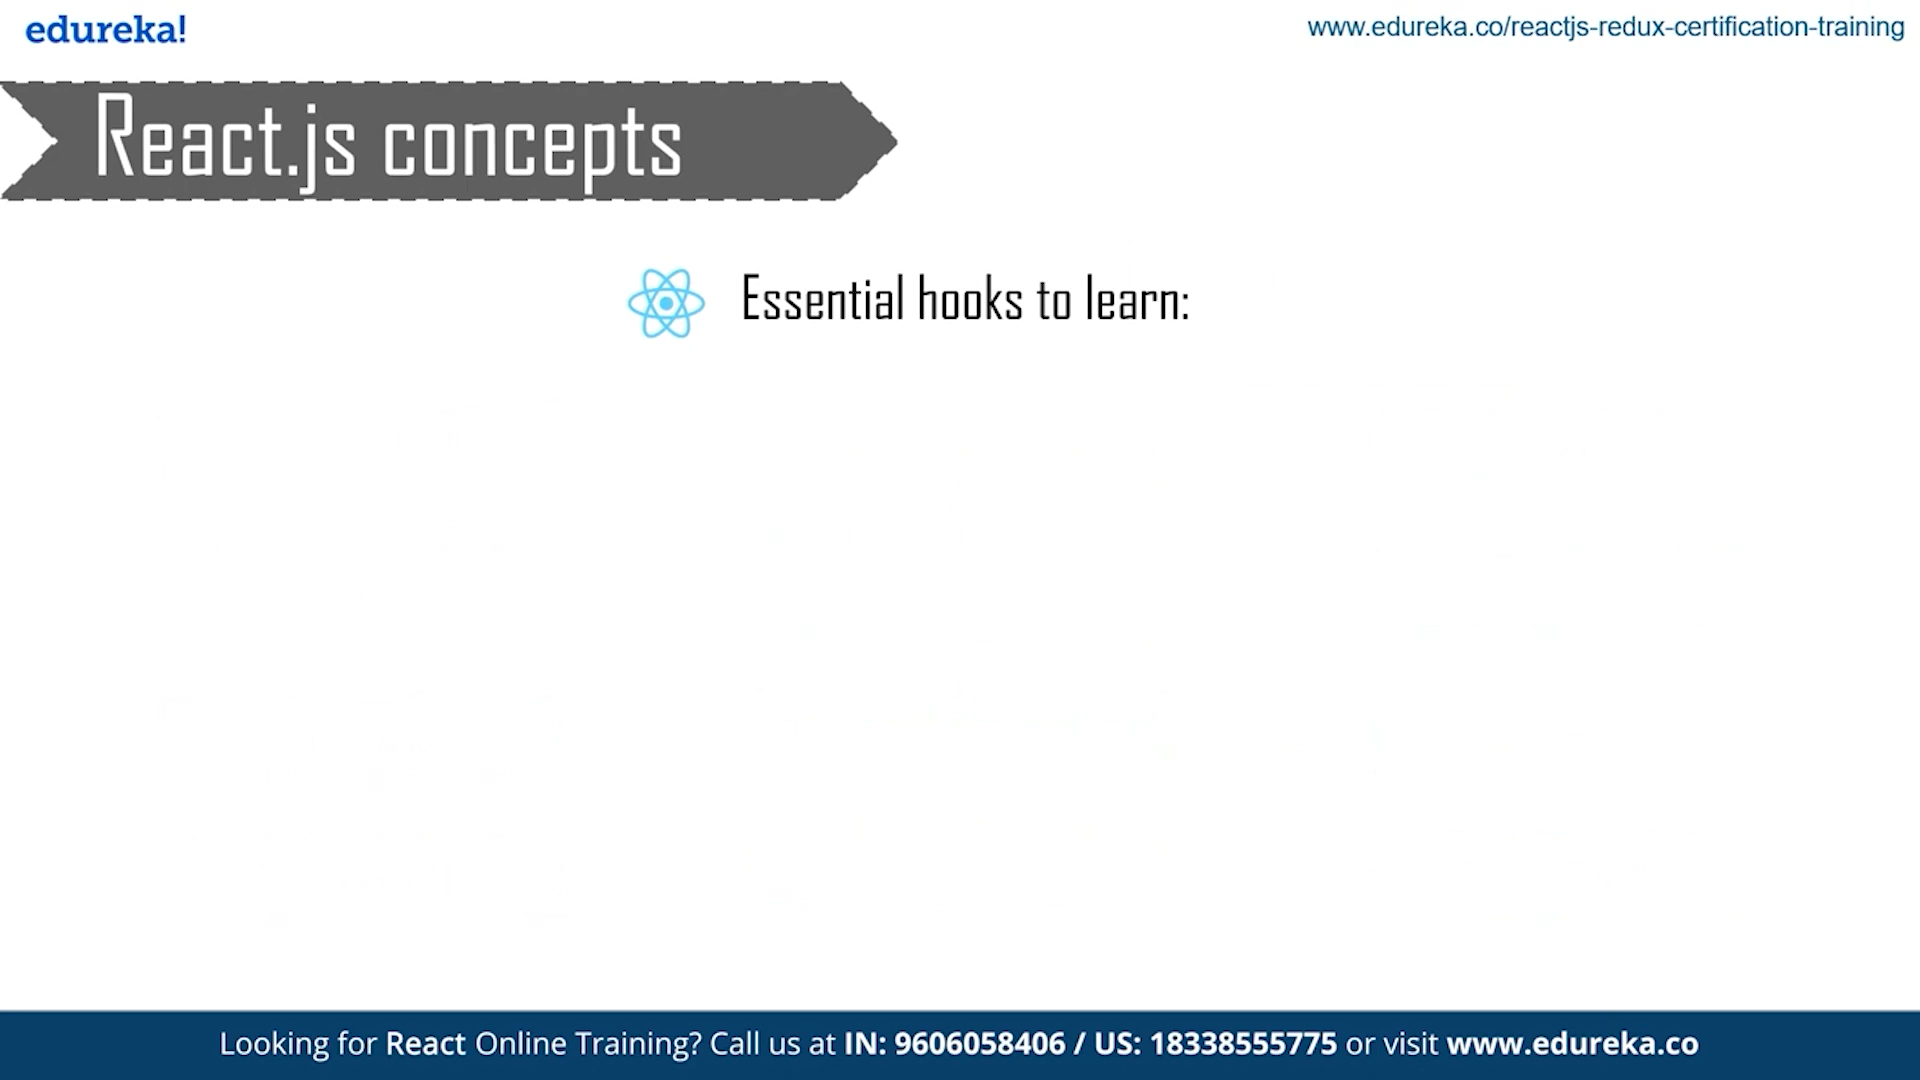 edureka!
www.edureka.co/reactjs-redux-certification-training
React.js concepts
Essential hooks to learn:
Looking for React Online Training? Call us at IN: 9606058406 / US: 18338555775 or visit www.edureka.co